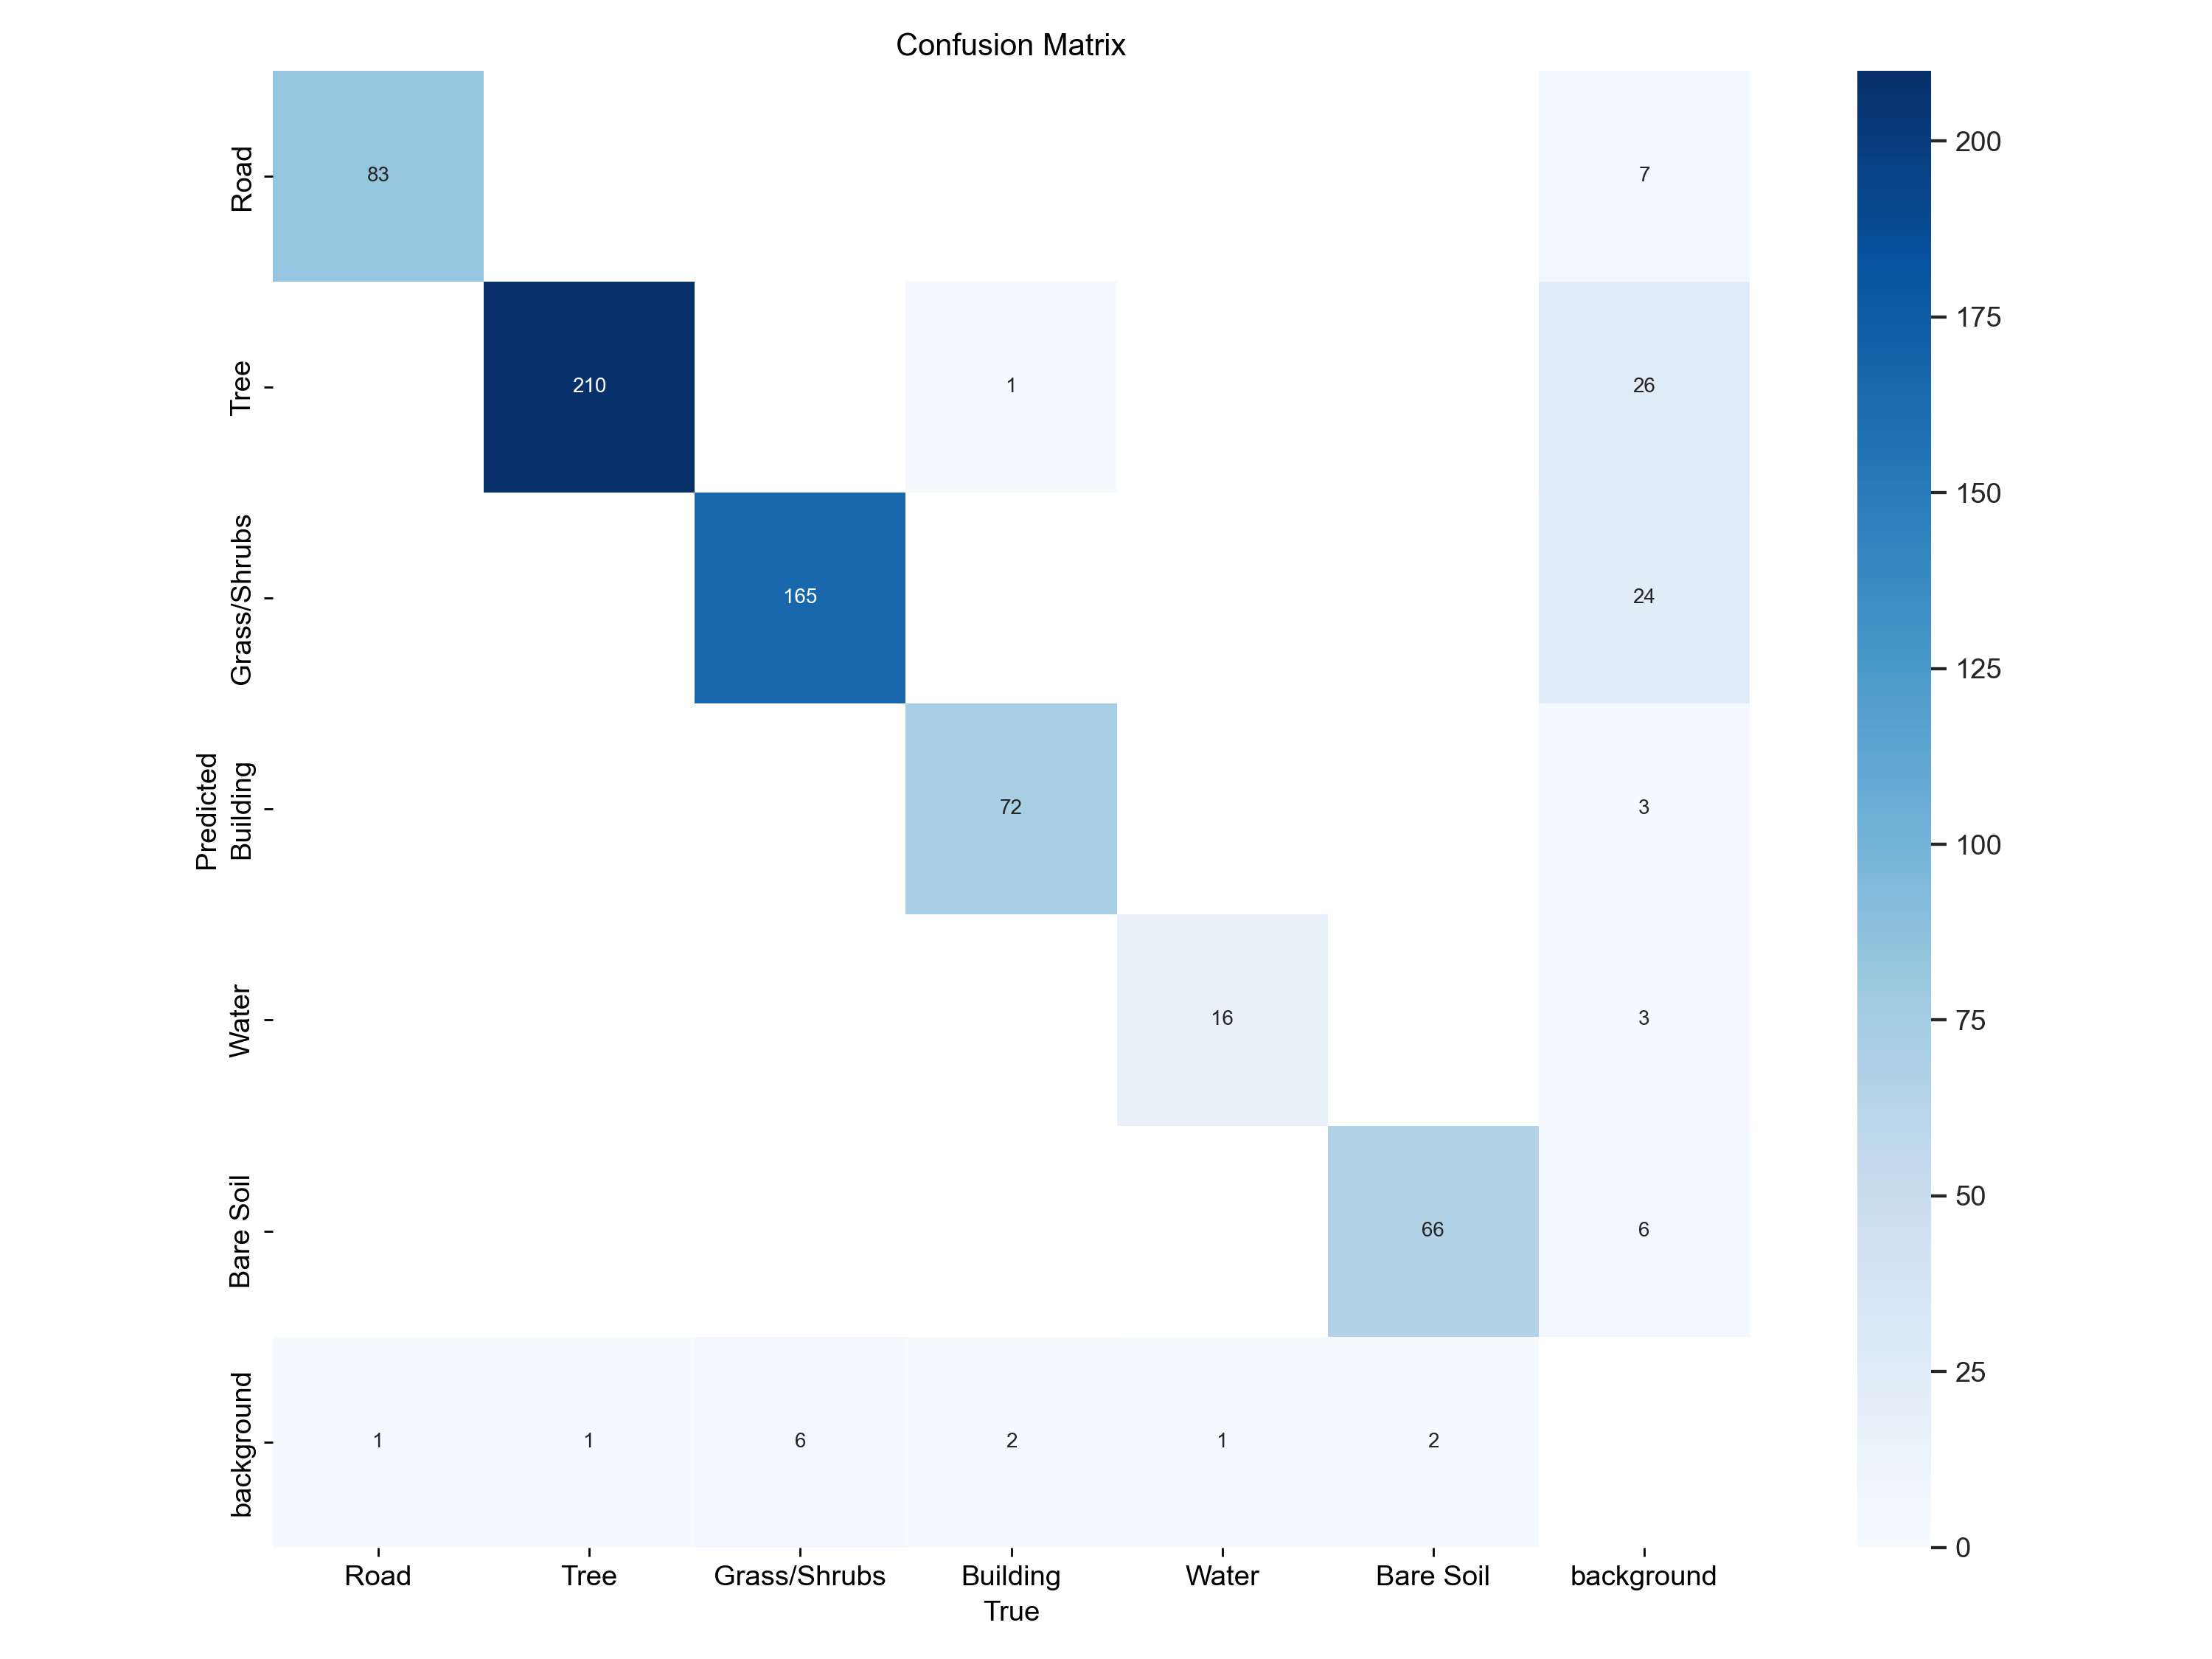 Confusion Matrix
Road
83
7
Tree
210
1
26
Grass/Shrubs
165
24
Predicted
Building
72
3
Water
16
3
Bare Soil
66
6
background
1
1
6
2
1
2
Road
Tree
Grass/Shrubs
Building
Water
Bare Soil
background
True
200
175
150
125
100
75
50
25
0